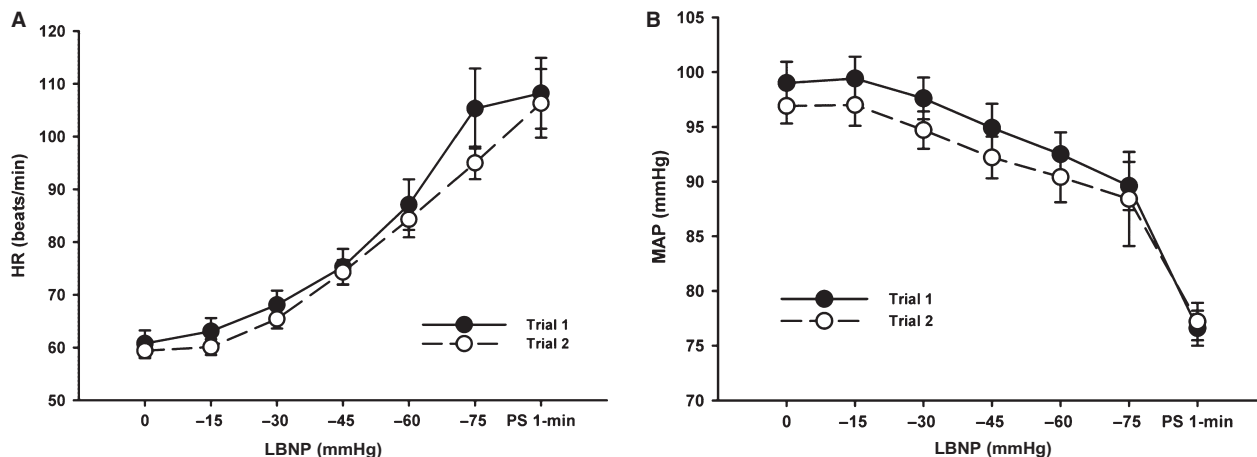 A
120
110
100
90
80
70
60
50
HR (beats/min)
0 –15 –30 –45 –60 –75 PS 1-min
LBNP (mmHg)
Trial 1
Trial 2
B
105
100
95
90
85
80
75
70
MAP (mmHg)
0 –15 –30 –45 –60 –75 PS 1-min
LBNP (mmHg)
Trial 1
Trial 2